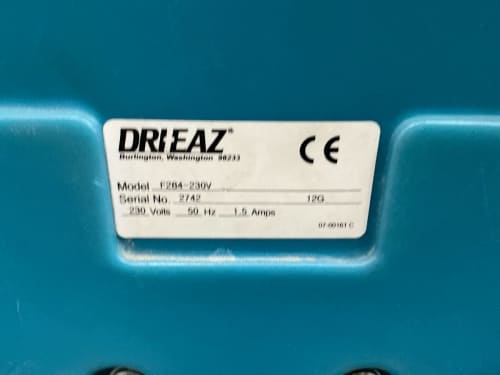 DRI-EAZ®
Burlington, Washington 98233
CE
Model F284-230V
Serial No. 2742 12G
230 Volts 50 Hz 1.5 Amps
07-00161 C